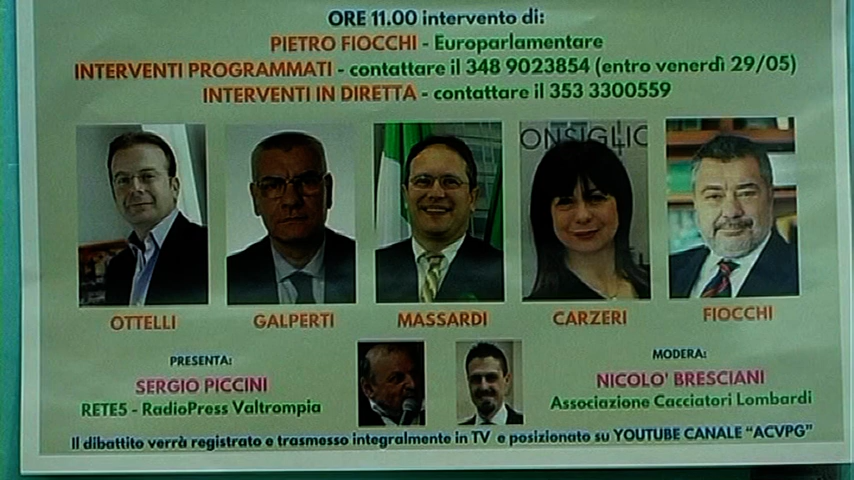 ORE 11.00 intervento di:
PIETRO FIOCCHI - Europarlamentare
INTERVENTI PROGRAMMATI - contattare il 348 9023854 (entro venerdì 29/05)
INTERVENTI IN DIRETTA - contattare il 353 3300559
ONSIGLIO
OTTELLI
GALPERTI
MASSARDI
CARZERI
FIOCCHI
PRESENTA:
SERGIO PICCINI
RETE5 - RadioPress Valtrompia
MODERA:
NICOLO' BRESCIANI
Associazione Cacciatori Lombardi
Il dibattito verrà registrato e trasmesso integralmente in TV e posizionato su YOUTUBE CANALE "ACVPG"